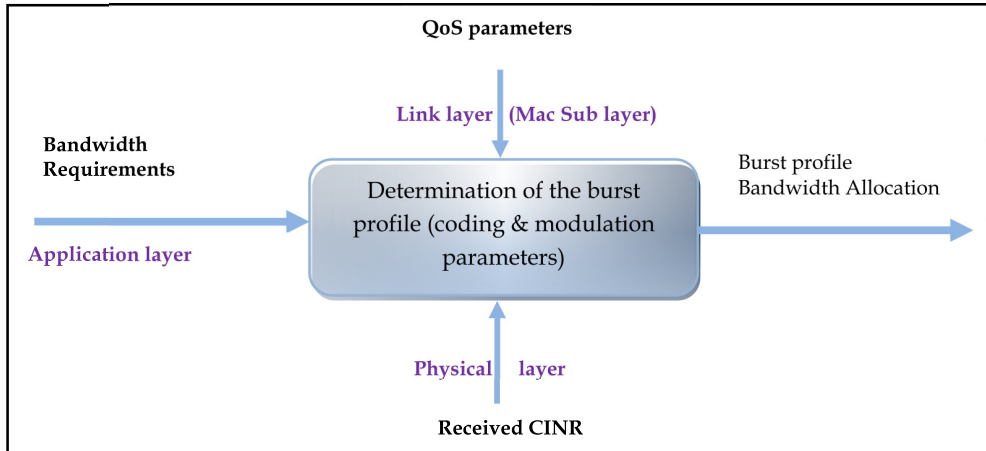 QoS parameters
Link layer (Mac Sub layer)
Bandwidth
Requirements
Application layer
Determination of the burst
profile (coding & modulation
parameters)
Burst profile
Bandwidth Allocation
Physical layer
Received CINR